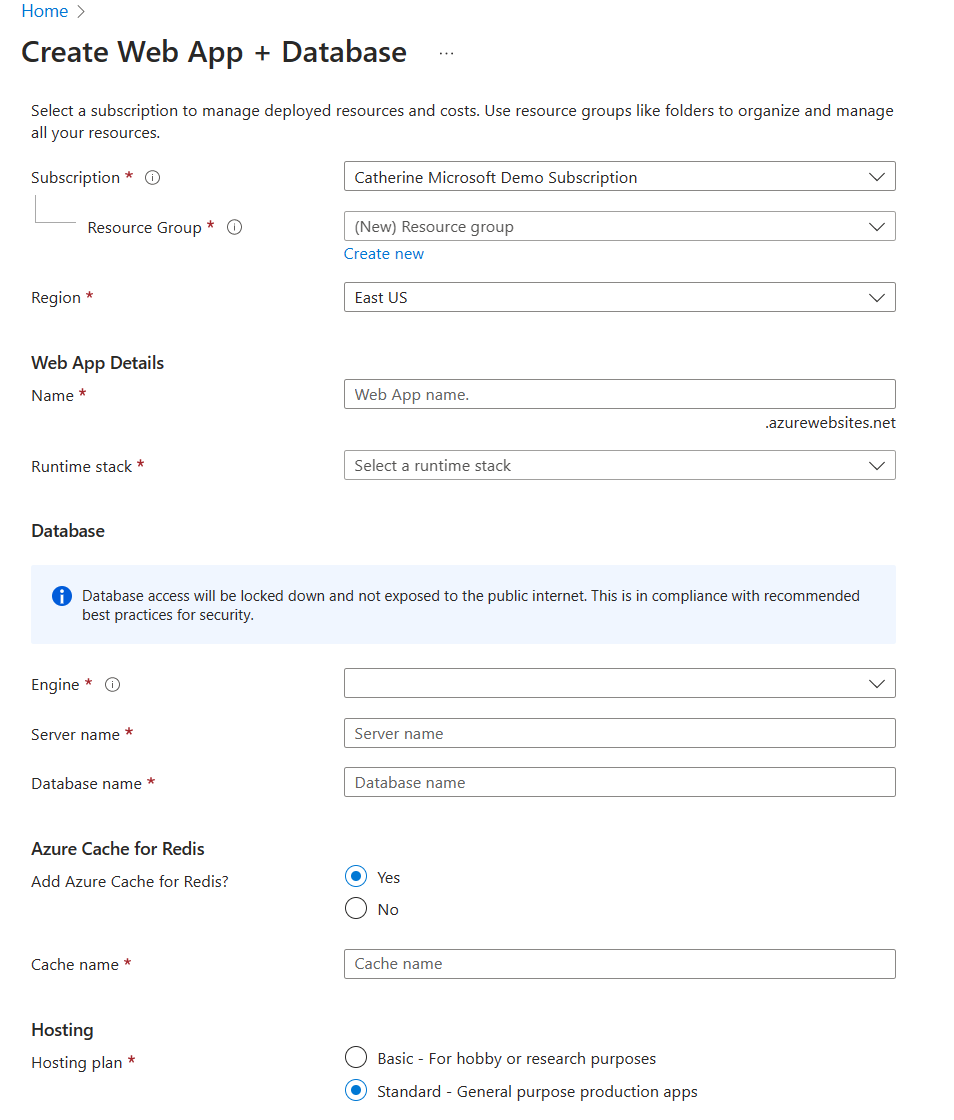 Home >
Create Web App + Database ...
Select a subscription to manage deployed resources and costs. Use resource groups like folders to organize and manage
all your resources.
Subscription *
Catherine Microsoft Demo Subscription
Resource Group *
(New) Resource group
Create new
Region *
East US
Web App Details
Name *
Web App name.
.azurewebsites.net
Runtime stack *
Select a runtime stack
Database
Database access will be locked down and not exposed to the public internet. This is in compliance with recommended
best practices for security.
Engine *
Server name *
Server name
Database name *
Database name
Azure Cache for Redis
Add Azure Cache for Redis?
Yes
No
Cache name *
Cache name
Hosting
Hosting plan *
Basic - For hobby or research purposes
Standard - General purpose production apps